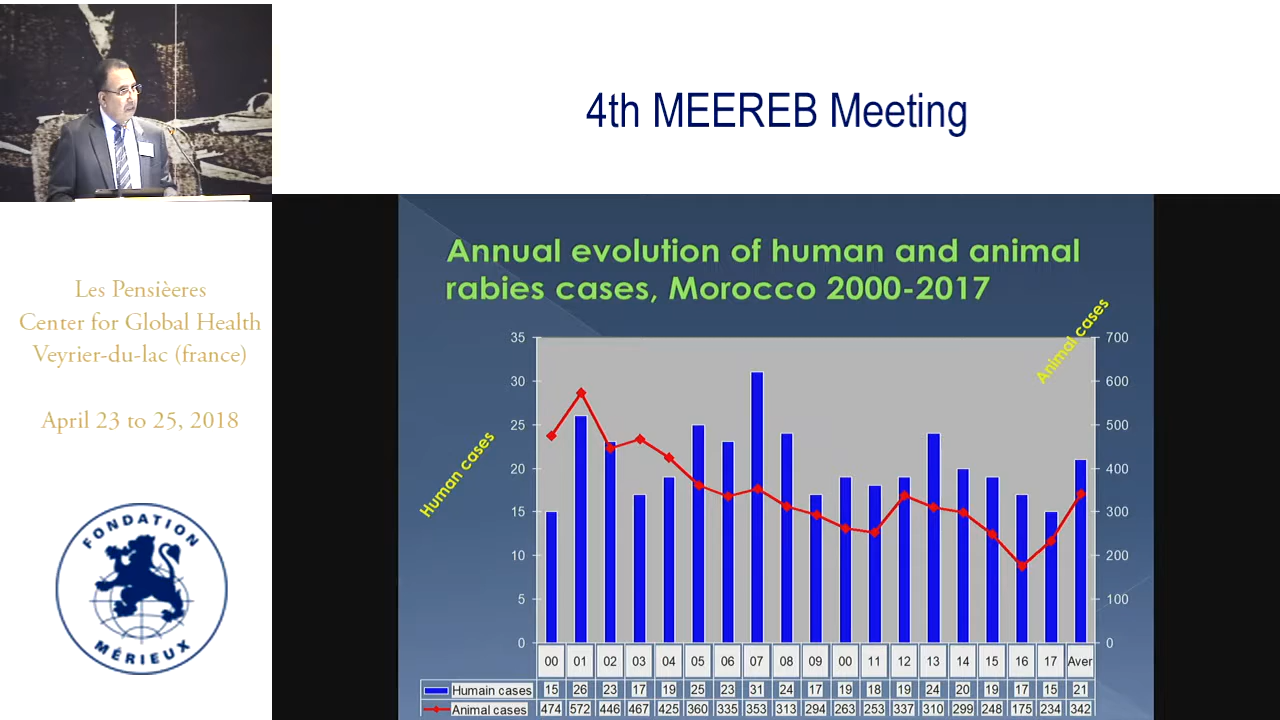 4th MEEREB Meeting
Les Pensièeres
Center for Global Health
Veyrier-du-lac (france)
April 23 to 25, 2018
FONDATION
MÉRIEUX
Annual evolution of human and animal
rabies cases, Morocco 2000-2017
Human cases
Animal cases
35 700
30 600
25 500
20 400
15 300
10 200
5 100
0 0
00 01 02 03 04 05 06 07 08 09 00 11 12 13 14 15 16 17 Aver
Humain cases 15 26 23 17 19 25 23 31 24 17 19 18 19 24 20 19 17 15 21
Animal cases 474 572 446 467 425 360 335 353 313 294 263 253 337 310 299 248 175 234 342